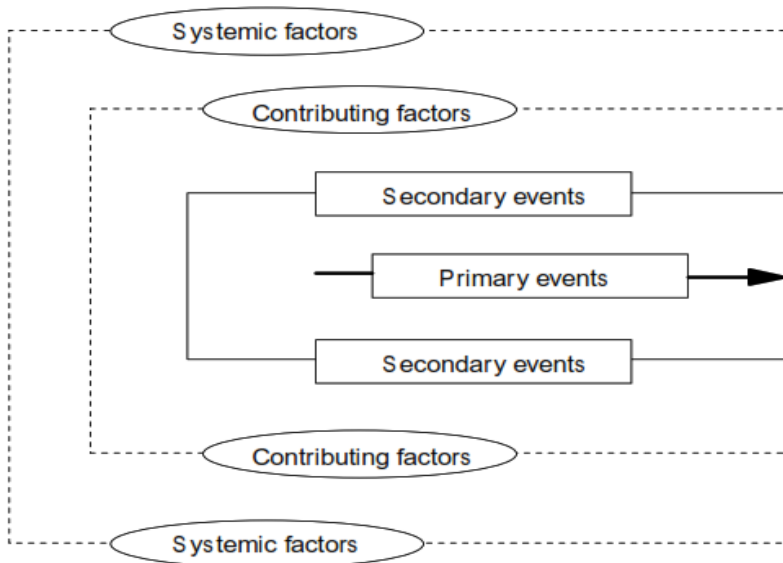 Systemic factors
Contributing factors
Secondary events
Primary events
Secondary events
Contributing factors
Systemic factors